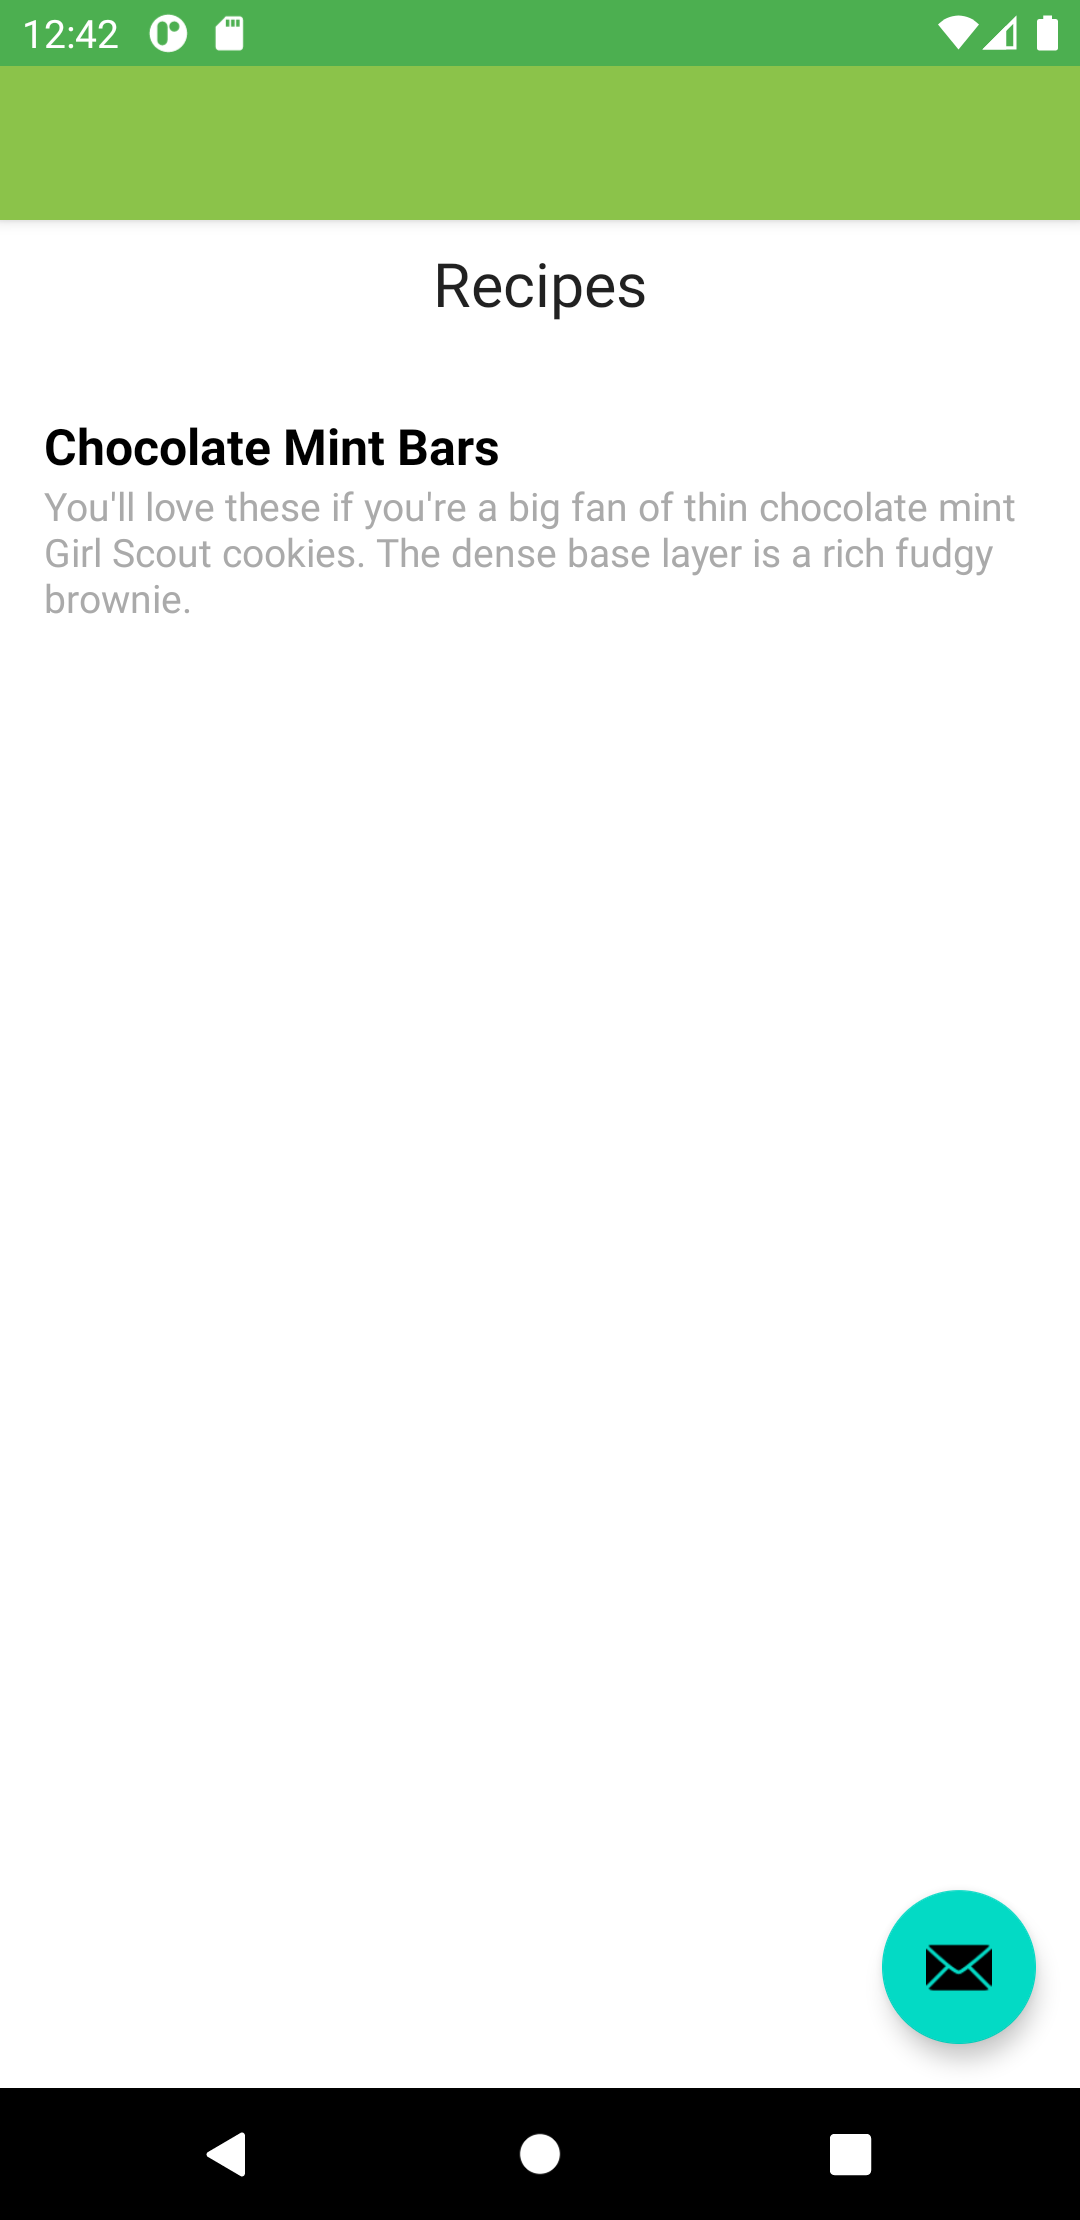 12:42
Recipes
Chocolate Mint Bars
You'll love these if you're a big fan of thin chocolate mint
Girl Scout cookies. The dense base layer is a rich fudgy
brownie.